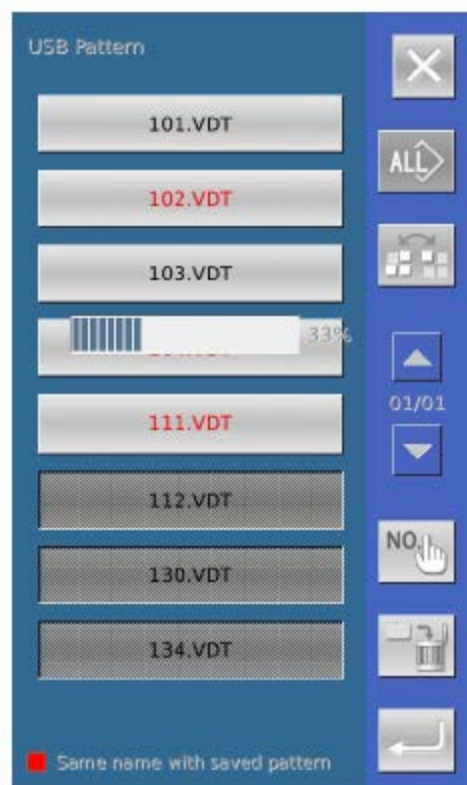 USB Pattern
101.VDT
ALL
102.VDT
103.VDT
33%
01/01
111.VDT
112.VDT
NO.
130.VDT
134.VDT
Same name with saved pattern